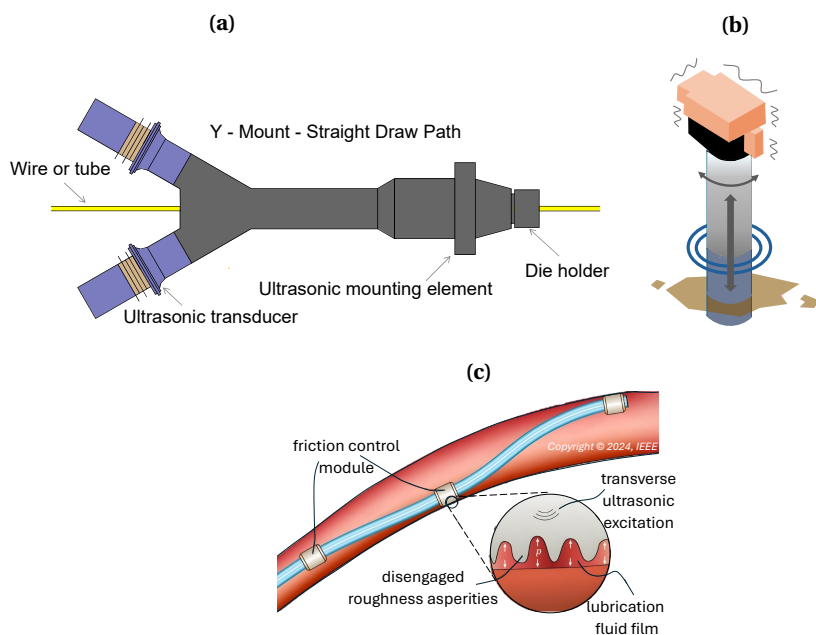 (a)
(b)
Y - Mount - Straight Draw Path
Wire or tube
Die holder
Ultrasonic mounting element
Ultrasonic transducer
(c)
Copyright © 2024, IEEE
friction control
module
transverse
ultrasonic
excitation
p
disengaged
roughness asperities
lubrication
fluid film